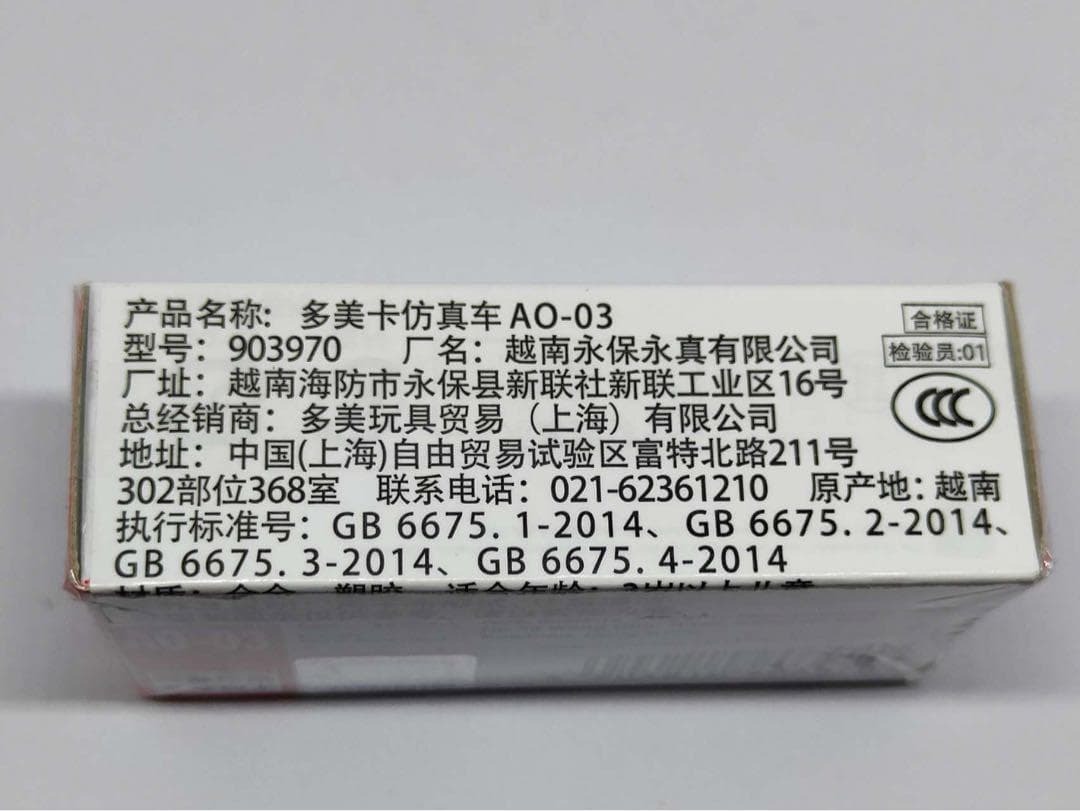 产品名称: 多美卡仿真车 AO-03
合格证
型号: 903970 厂名: 越南永保永真有限公司
检验员:01
厂址: 越南海防市永保县新联社新联工业区16号
CCC
总经销商: 多美玩具贸易 (上海) 有限公司
地址: 中国(上海)自由贸易试验区富特北路211号
302部位368室 联系电话: 021-62361210 原产地: 越南
执行标准号: GB 6675. 1-2014、GB 6675. 2-2014、
GB 6675. 3-2014、GB 6675. 4-2014